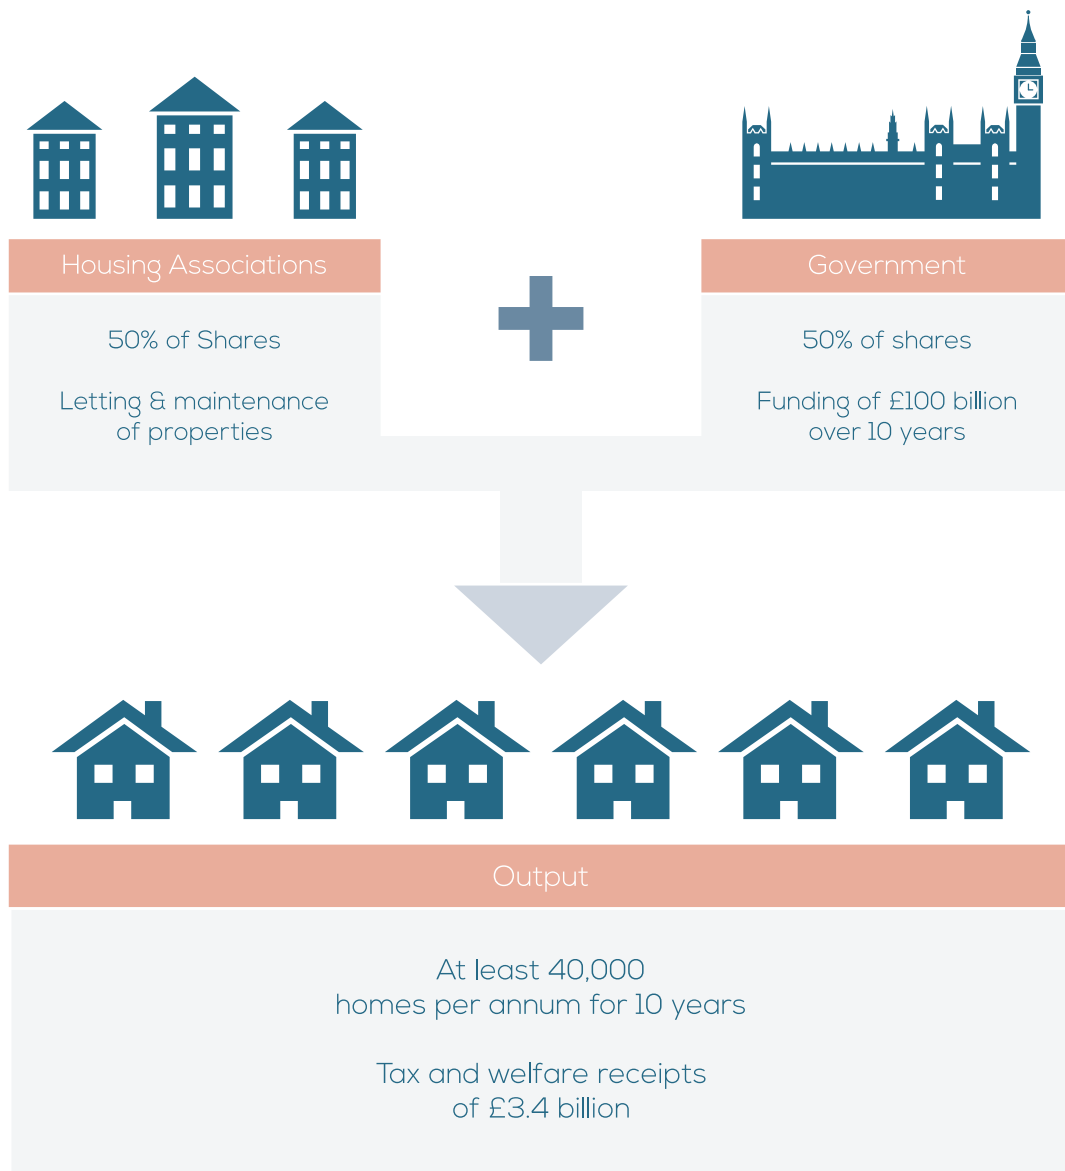 Housing Associations
50% of Shares
Letting & maintenance
of properties
Government
50% of shares
Funding of £100 billion
over 10 years
Output
At least 40,000
homes per annum for 10 years
Tax and welfare receipts
of £3.4 billion